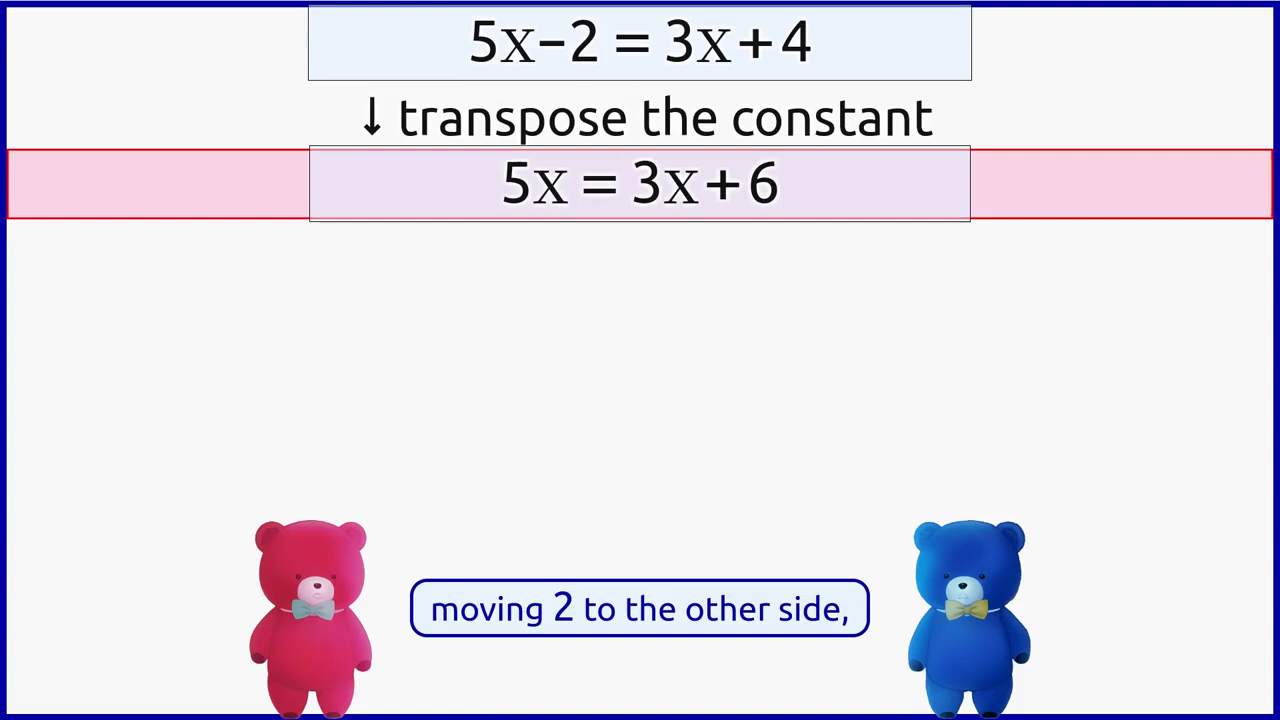 5x−2 = 3x+4
↓ transpose the constant
5x = 3x+6
moving 2 to the other side,